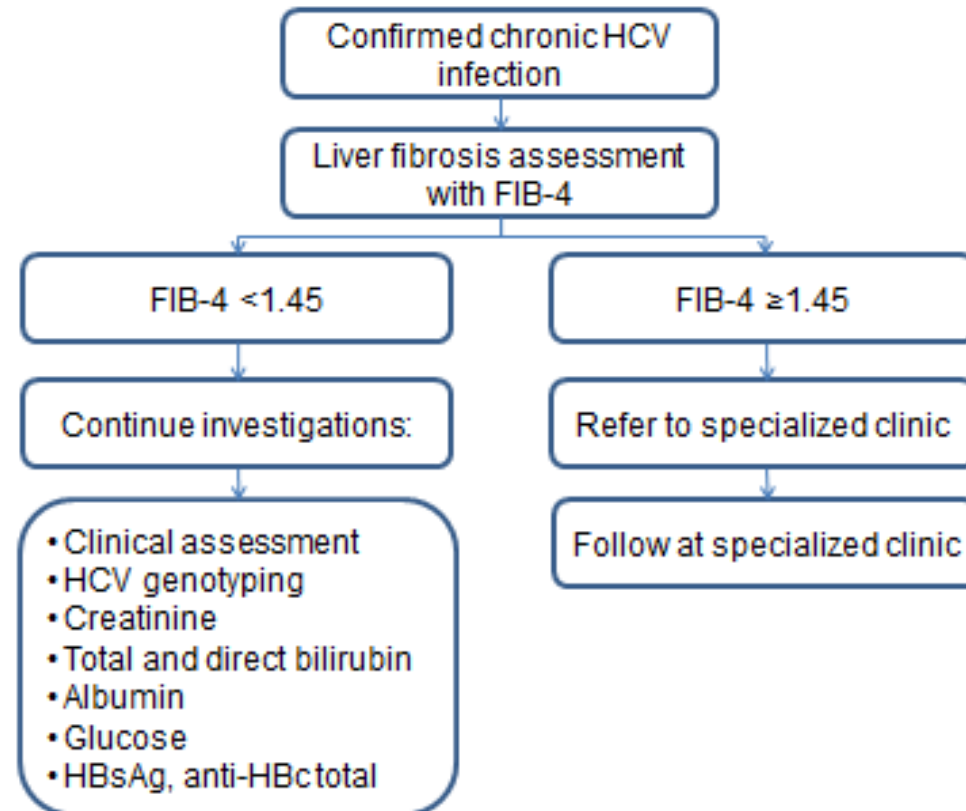 Confirmed chronic HCV
infection
Liver fibrosis assessment
with FIB-4
FIB-4 <1.45
FIB-4 ≥1.45
Continue investigations:
Refer to specialized clinic
• Clinical assessment
• HCV genotyping
• Creatinine
• Total and direct bilirubin
• Albumin
• Glucose
• HBsAg, anti-HBc total
Follow at specialized clinic